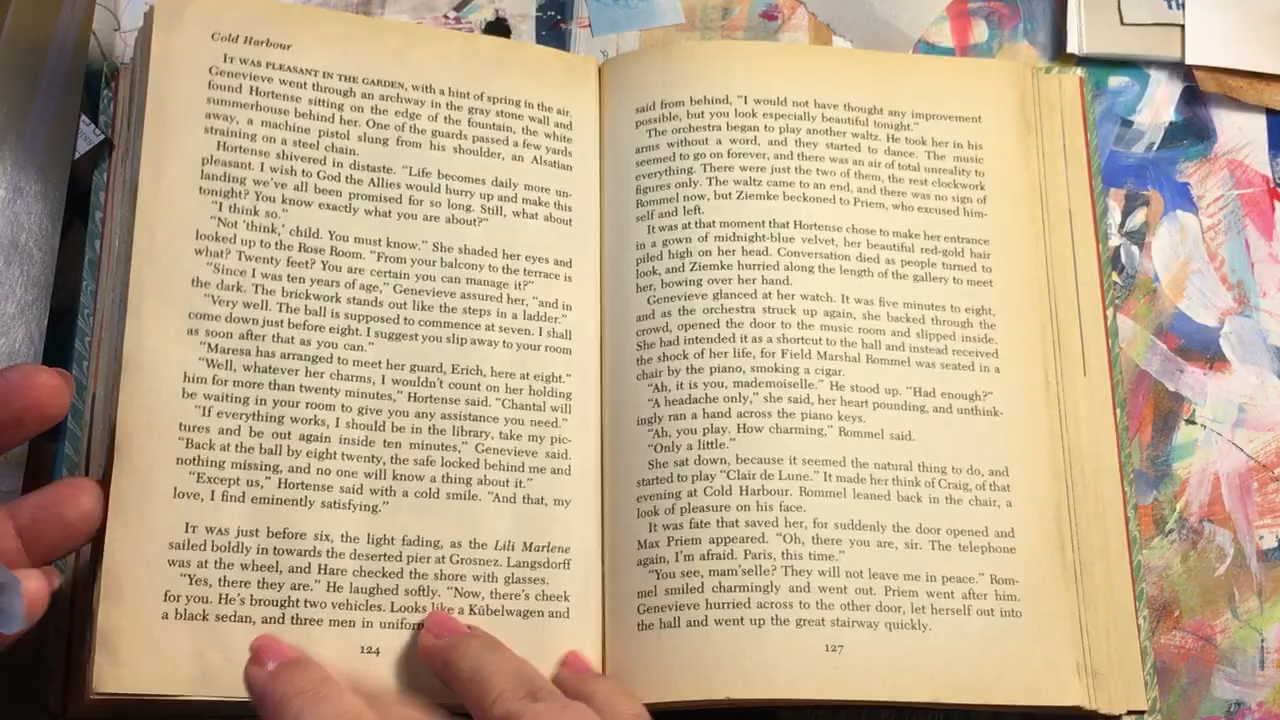 Cold Harbour
IT WAS PLEASANT IN THE GARDEN, with a hint of spring in the air.
Genevieve went through an archway in the gray stone wall and
found Hortense sitting on the edge of the fountain, the white
summerhouse behind her. One of the guards passed a few yards
away, a machine pistol slung from his shoulder, an Alsatian
straining on a steel chain.
Hortense shivered in distaste. “Life becomes daily more un-
pleasant. I wish to God the Allies would hurry up and make this
landing we’ve all been promised for so long. Still, what about
tonight? You know exactly what you are about?”
“I think so.”
“Not ‘think,’ child. You must know.” She shaded her eyes and
looked up to the Rose Room. “From your balcony to the terrace is
what? Twenty feet? You are certain you can manage it?”
“Since I was ten years of age,” Genevieve assured her, “and in
the dark. The brickwork stands out like the steps in a ladder.”
“Very well. The ball is supposed to commence at seven. I shall
come down just before eight. I suggest you slip away to your room
as soon after that as you can.”
“Maresa has arranged to meet her guard, Erich, here at eight.”
“Well, whatever her charms, I wouldn’t count on her holding
him for more than twenty minutes,” Hortense said. “Chantal will
be waiting in your room to give you any assistance you need.”
“If everything works, I should be in the library, take my pic-
tures and be out again inside ten minutes,” Genevieve said.
“Back at the ball by eight twenty, the safe locked behind me and
nothing missing, and no one will know a thing about it.”
“Except us,” Hortense said with a cold smile. “And that, my
love, I find eminently satisfying.”
IT WAS just before six, the light fading, as the Lili Marlene
sailed boldly in towards the deserted pier at Grosnez. Langsdorff
was at the wheel, and Hare checked the shore with glasses.
“Yes, there they are.” He laughed softly. “Now, there’s cheek
for you. He’s brought two vehicles. Looks like a Kübelwagen and
a black sedan, and three men in
124
said from behind, “I would not have thought any improvement
possible, but you look especially beautiful tonight.”
The orchestra began to play another waltz. He took her in his
arms without a word, and they started to dance. The music
seemed to go on forever, and there was an air of total unreality to
everything. There were just the two of them, the rest clockwork
figures only. The waltz came to an end, and there was no sign of
Rommel now, but Ziemke beckoned to Priem, who excused him-
self and left.
It was at that moment that Hortense chose to make her entrance
in a gown of midnight-blue velvet, her beautiful red-gold hair
piled high on her head. Conversation died as people turned to
look, and Ziemke hurried along the length of the gallery to meet
her, bowing over her hand.
Genevieve glanced at her watch. It was five minutes to eight,
and as the orchestra struck up again, she backed through the
crowd, opened the door to the music room and slipped inside.
She had intended it as a shortcut to the hall and instead received
the shock of her life, for Field Marshal Rommel was seated in a
chair by the piano, smoking a cigar.
“Ah, it is you, mademoiselle.” He stood up. “Had enough?”
“A headache only,” she said, her heart pounding, and unthink-
ingly ran a hand across the piano keys.
“Ah, you play. How charming,” Rommel said.
“Only a little.”
She sat down, because it seemed the natural thing to do, and
started to play “Clair de Lune.” It made her think of Craig, of that
evening at Cold Harbour. Rommel leaned back in the chair, a
look of pleasure on his face.
It was fate that saved her, for suddenly the door opened and
Max Priem appeared. “Oh, there you are, sir. The telephone
again, I’m afraid. Paris, this time.”
“You see, mam’selle? They will not leave me in peace.” Rom-
mel smiled charmingly and went out. Priem went after him.
Genevieve hurried across to the other door, let herself out into
the hall and went up the great stairway quickly.
127